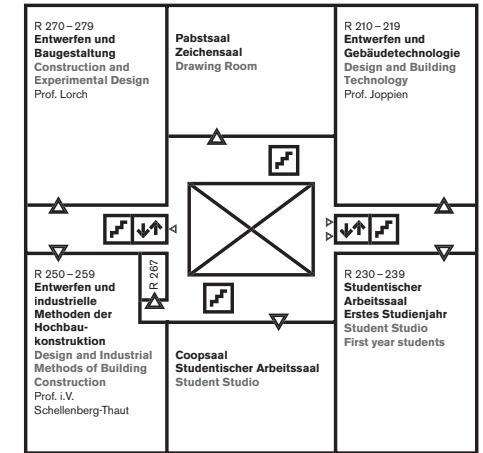 R 270 – 279
Entwerfen und
Baugestaltung
Construction and
Experimental Design
Prof. Lorch
Pabstsaal
Zeichensaal
Drawing Room
R 210 – 219
Entwerfen und
Gebäudetechnologie
Design and Building
Technology
Prof. Joppien
R 250 – 259
Entwerfen und
industrielle
Methoden der
Hochbau-
konstruktion
Design and Industrial
Methods of Building
Construction
Prof. i.V.
Schellenberg-Thaut
R 267
Coopsaal
Studentischer Arbeitssaal
Student Studio
R 230 – 239
Studentischer
Arbeitssaal
Erstes Studienjahr
Student Studio
First year students